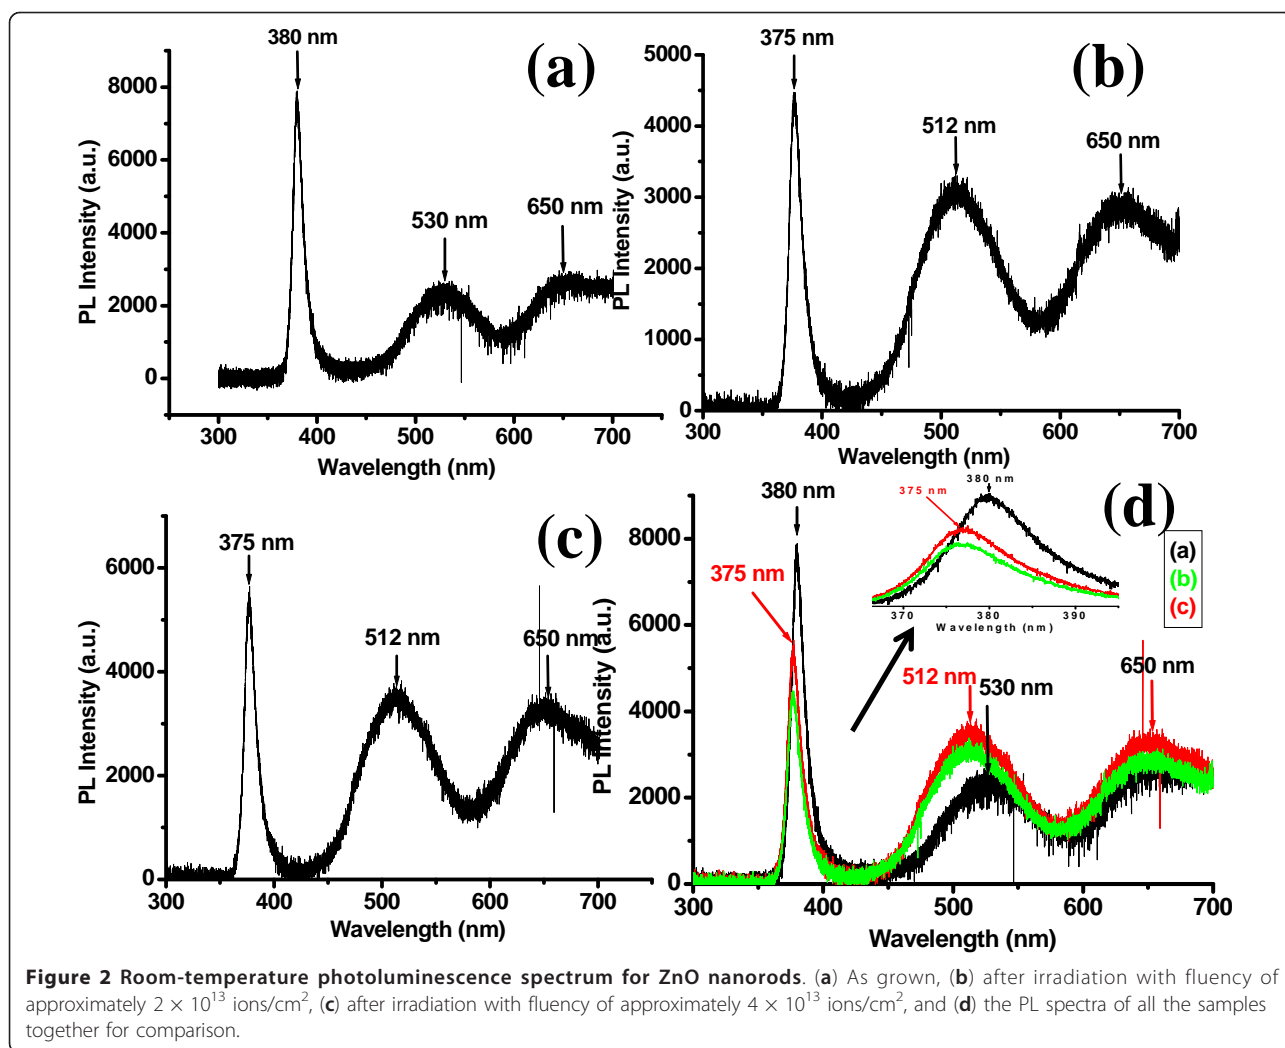 (a)
380 nm
530 nm
650 nm
PL Intensity (a.u.)
8000
6000
4000
2000
0
300 400 500 600 700
Wavelength (nm)
(b)
375 nm
512 nm
650 nm
PL Intensity (a.u.)
5000
4000
3000
2000
1000
0
300 400 500 600 700
Wavelength (nm)
(c)
375 nm
512 nm
650 nm
PL Intensity (a.u.)
6000
4000
2000
0
300 400 500 600 700
Wavelength (nm)
(d)
380 nm
375 nm
512 nm
530 nm
650 nm
375 nm
380 nm
370 380 390
Wavelength (nm)
(a)
(b)
(c)
PL Intensity (a.u.)
8000
6000
4000
2000
0
300 400 500 600 700
Wavelength (nm)
Figure 2 Room-temperature photoluminescence spectrum for ZnO nanorods. (a) As grown, (b) after irradiation with fluency of
approximately 2 × 10¹³ ions/cm², (c) after irradiation with fluency of approximately 4 × 10¹³ ions/cm², and (d) the PL spectra of all the samples
together for comparison.